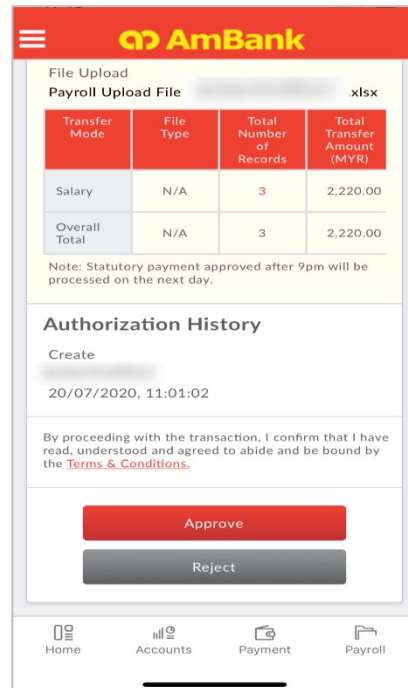 AmBank
File Upload
Payroll Upload File .xlsx
Transfer Mode File Type Total Number of Records Total Transfer Amount (MYR)
Salary N/A 3 2,220.00
Overall Total N/A 3 2,220.00
Note: Statutory payment approved after 9pm will be
processed on the next day.
Authorization History
Create
20/07/2020, 11:01:02
By proceeding with the transaction, I confirm that I have
read, understood and agreed to abide and be bound by
the Terms & Conditions.
Approve
Reject
Home Accounts Payment Payroll